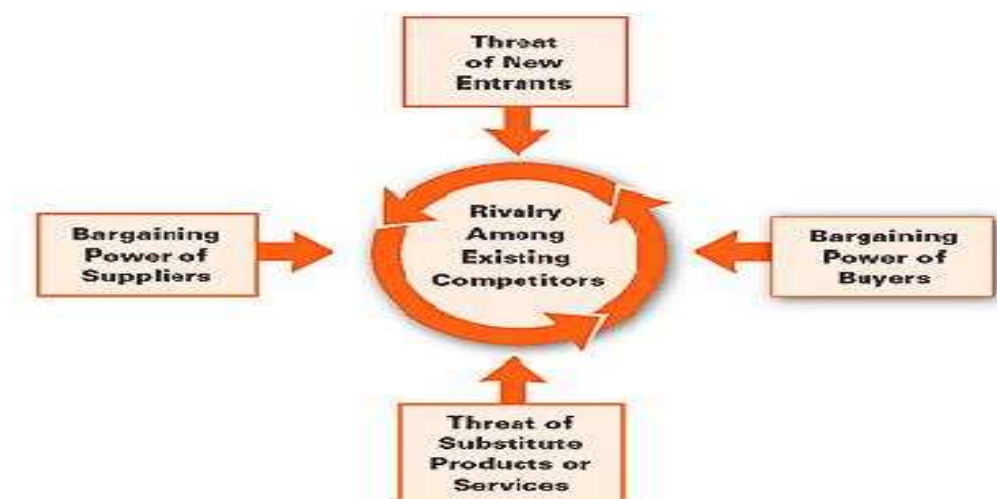 Threat
of New
Entrants
Rivalry
Among
Existing
Competitors
Bargaining
Power of
Suppliers
Bargaining
Power of
Buyers
Threat of
Substitute
Products or
Services